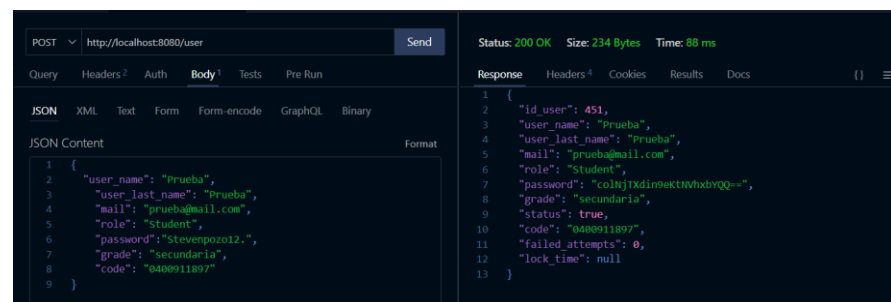 POST http://localhost:8080/user Send
Query Headers 2 Auth Body 1 Tests Pre Run
JSON XML Text Form Form-encode GraphQL Binary
JSON Content Format
1 {
2 "user_name": "Prueba",
3 "user_last_name": "Prueba",
4 "mail": "prueba@mail.com",
5 "role": "Student",
6 "password":"Stevenpozo12.",
7 "grade": "secundaria",
8 "code": "0400911897"
9 }
Status: 200 OK Size: 234 Bytes Time: 88 ms
Response Headers 4 Cookies Results Docs { }
1 {
2 "id_user": 451,
3 "user_name": "Prueba",
4 "user_last_name": "Prueba",
5 "mail": "prueba@mail.com",
6 "role": "Student",
7 "password": "colNjTXdin9eKtNVhxbYQQ==",
8 "grade": "secundaria",
9 "status": true,
10 "code": "0400911897",
11 "failed_attempts": 0,
12 "lock_time": null
13 }